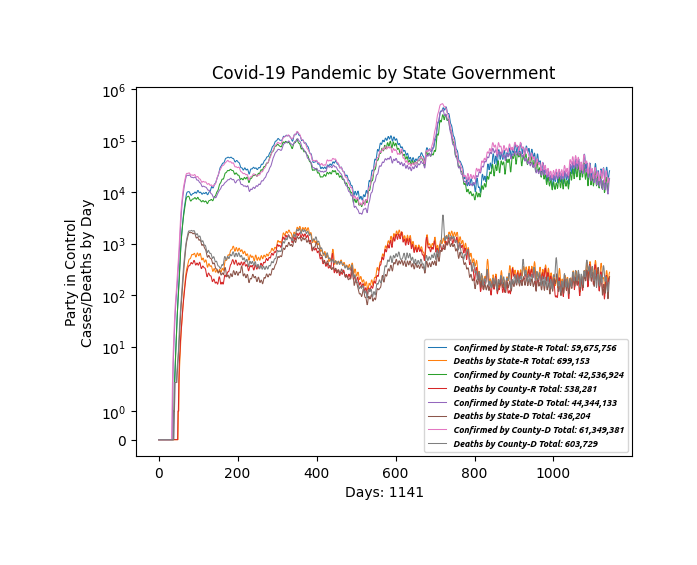 Covid-19 Pandemic by State Government
Party in Control
Cases/Deaths by Day
10^6
10^5
10^4
10^3
10^2
10^1
10^0
0
0 200 400 600 800 1000
Days: 1141
Confirmed by State-R Total: 59,675,756
Deaths by State-R Total: 699,153
Confirmed by County-R Total: 42,536,924
Deaths by County-R Total: 538,281
Confirmed by State-D Total: 44,344,133
Deaths by State-D Total: 436,204
Confirmed by County-D Total: 61,349,381
Deaths by County-D Total: 603,729